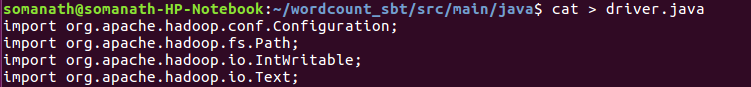 somanath@somanath-HP-Notebook:~/wordcount_sbt/src/main/java$ cat > driver.java
import org.apache.hadoop.conf.Configuration;
import org.apache.hadoop.fs.Path;
import org.apache.hadoop.io.IntWritable;
import org.apache.hadoop.io.Text;